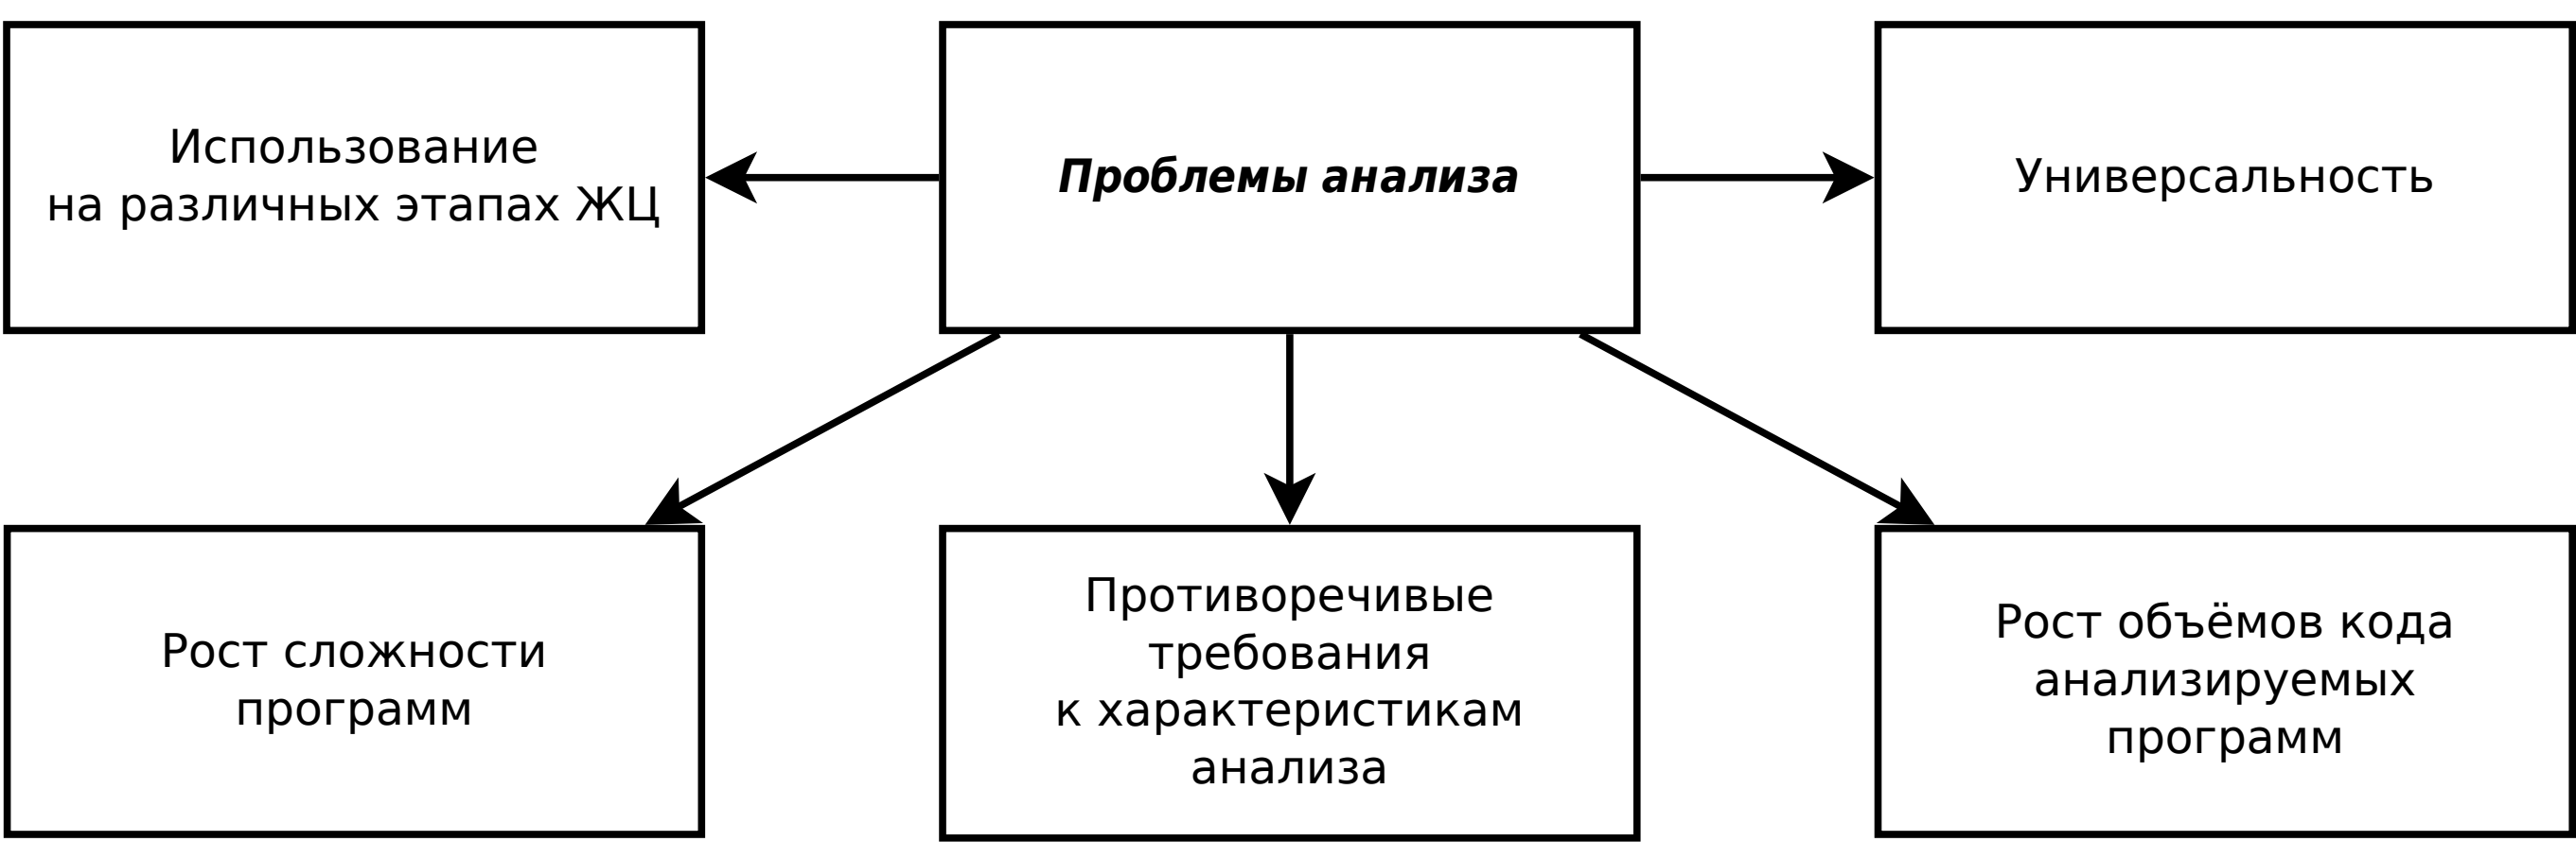 Использование
на различных этапах ЖЦ
Проблемы анализа
Универсальность
Рост сложности
программ
Противоречивые
требования
к характеристикам
анализа
Рост объёмов кода
анализируемых
программ